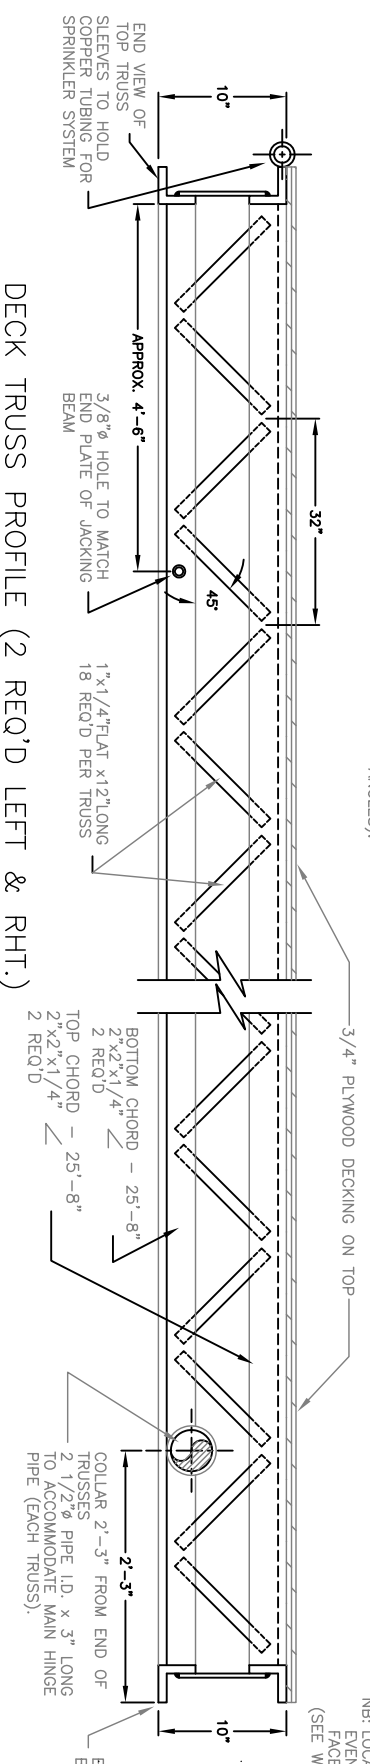 END VIEW OF
TOP TRUSS
SLEEVES TO HOLD
COPPER TUBING FOR
SPRINKLER SYSTEM
10"
APPROX. 4'-6"
32"
45°
3/8"ø HOLE TO MATCH
END PLATE OF JACKING
BEAM
1"x1/4"FLAT x12"LONG
18 REQ'D PER TRUSS
3/4" PLYWOOD DECKING ON TOP
BOTTOM CHORD - 25'-8"
2"x2"x1/4"
2 REQ'D
TOP CHORD - 25'-8"
2"x2"x1/4"
2 REQ'D
COLLAR 2'-3" FROM END OF
TRUSSES
2 1/2"ø PIPE I.D. x 3" LONG
TO ACCOMMODATE MAIN HINGE
PIPE (EACH TRUSS).
2'-3"
10"
NB: LOCA
EVEN
FACE
(SEE W
DECK TRUSS PROFILE (2 REQ'D LEFT & RHT.)